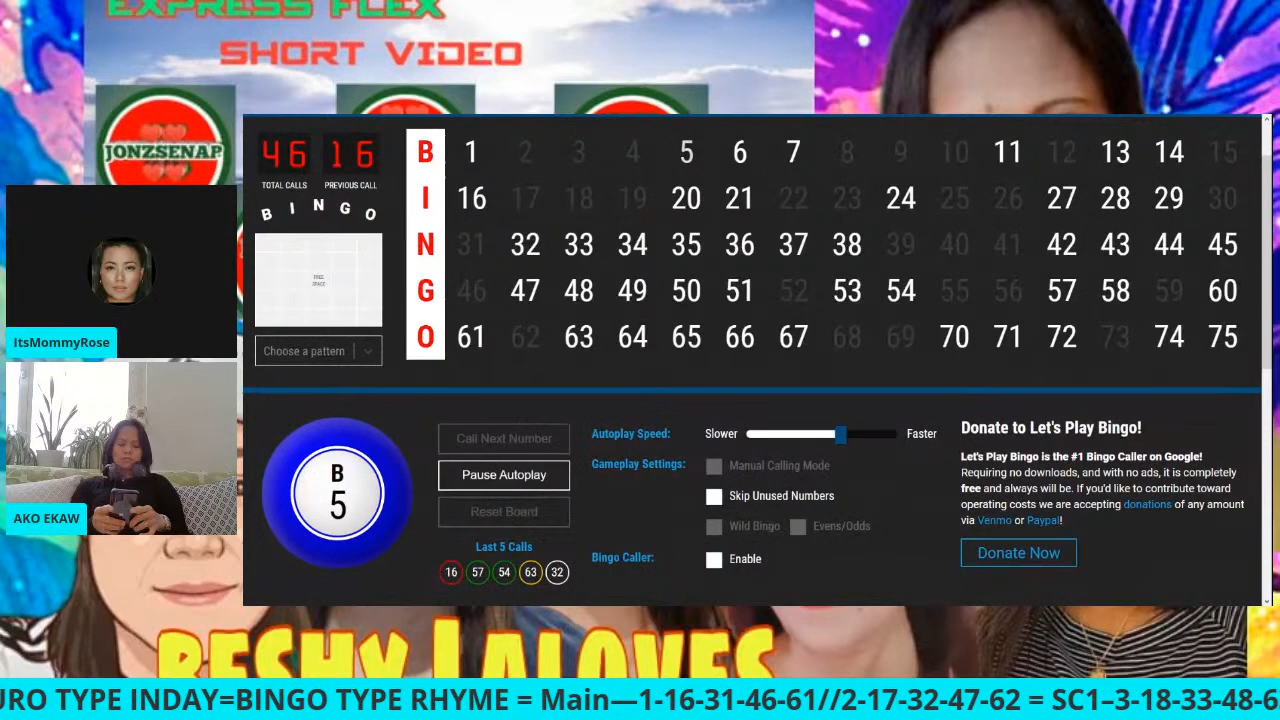 EXPRESS FLEX
SHORT VIDEO
JONZSENAP
46 16
TOTAL CALLS PREVIOUS CALL
B I N G O
FREE
SPACE
Choose a pattern
B 1 2 3 4 5 6 7 8 9 10 11 12 13 14 15
I 16 17 18 19 20 21 22 23 24 25 26 27 28 29 30
N 31 32 33 34 35 36 37 38 39 40 41 42 43 44 45
G 46 47 48 49 50 51 52 53 54 55 56 57 58 59 60
O 61 62 63 64 65 66 67 68 69 70 71 72 73 74 75
ItsMommyRose
AKO EKAW
B
5
Call Next Number
Pause Autoplay
Reset Board
Last 5 Calls
16 57 54 63 32
Autoplay Speed: Slower Faster
Gameplay Settings: Manual Calling Mode
Skip Unused Numbers
Wild Bingo Evens/Odds
Bingo Caller: Enable
Donate to Let's Play Bingo!
Let's Play Bingo is the #1 Bingo Caller on Google!
Requiring no downloads, and with no ads, it is completely
free and always will be. If you'd like to contribute toward
operating costs we are accepting donations of any amount
via Venmo or Paypal!
Donate Now
BESHY LALOVES
URO TYPE INDAY=BINGO TYPE RHYME = Main—1-16-31-46-61//2-17-32-47-62 = SC1–3-18-33-48-6